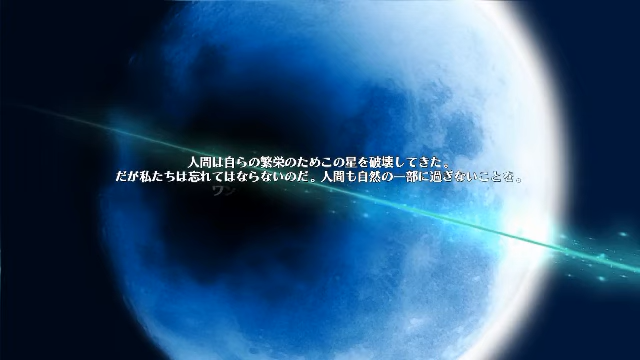 人間は自らの繁栄のためこの星を破壊してきた。
だが私たちは忘れてはならないのだ。人間も自然の一部に過ぎないことを。
ワン